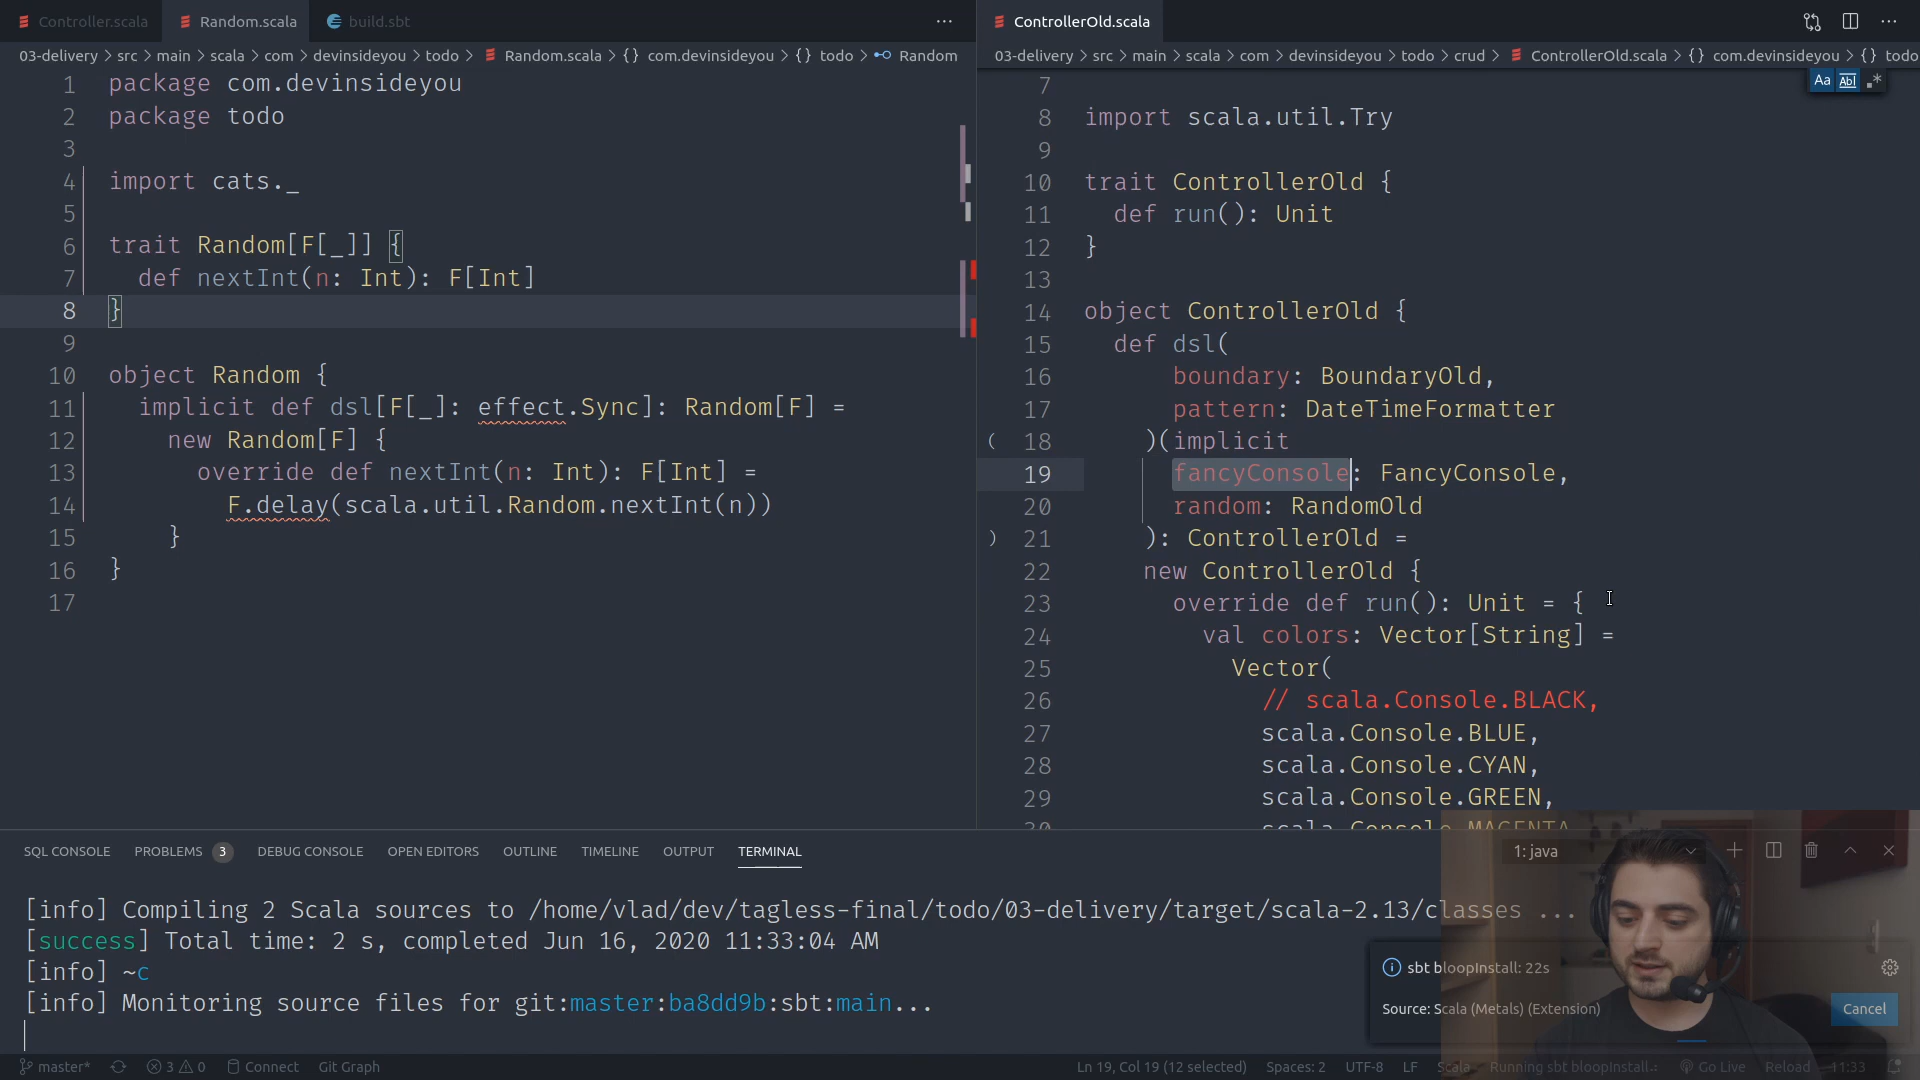 Controller.scala
Random.scala
build.sbt
ControllerOld.scala
03-delivery > src > main > scala > com > devinsideyou > todo > Random.scala > {} com.devinsideyou > {} todo > Random
1 package com.devinsideyou
2 package todo
3
4 import cats._
5
6 trait Random[F[_]] {
7 def nextInt(n: Int): F[Int]
8 }
9
10 object Random {
11 implicit def dsl[F[_]: effect.Sync]: Random[F] =
12 new Random[F] {
13 override def nextInt(n: Int): F[Int] =
14 F.delay(scala.util.Random.nextInt(n))
15 }
16 }
17
03-delivery > src > main > scala > com > devinsideyou > todo > crud > ControllerOld.scala > {} com.devinsideyou > {} todo
Aa Abl .*
7
8 import scala.util.Try
9
10 trait ControllerOld {
11 def run(): Unit
12 }
13
14 object ControllerOld {
15 def dsl(
16 boundary: BoundaryOld,
17 pattern: DateTimeFormatter
( 18 )(implicit
19 fancyConsole: FancyConsole,
20 random: RandomOld
) 21 ): ControllerOld =
22 new ControllerOld {
23 override def run(): Unit = {
24 val colors: Vector[String] =
25 Vector(
26 // scala.Console.BLACK,
27 scala.Console.BLUE,
28 scala.Console.CYAN,
29 scala.Console.GREEN,
30 scala.Console.MAGENTA
SQL CONSOLE PROBLEMS 3 DEBUG CONSOLE OPEN EDITORS OUTLINE TIMELINE OUTPUT TERMINAL
1: java
[info] Compiling 2 Scala sources to /home/vlad/dev/tagless-final/todo/03-delivery/target/scala-2.13/classes ...
[success] Total time: 2 s, completed Jun 16, 2020 11:33:04 AM
[info] ~c
[info] Monitoring source files for git:master:ba8dd9b:sbt:main...
sbt bloopInstall: 22s
Source: Scala (Metals) (Extension)
Cancel
master* 3 0 Connect Git Graph
Ln 19, Col 19 (12 selected) Spaces: 2 UTF-8 LF Scala Running sbt bloopInstall Go Live Reload 11:33